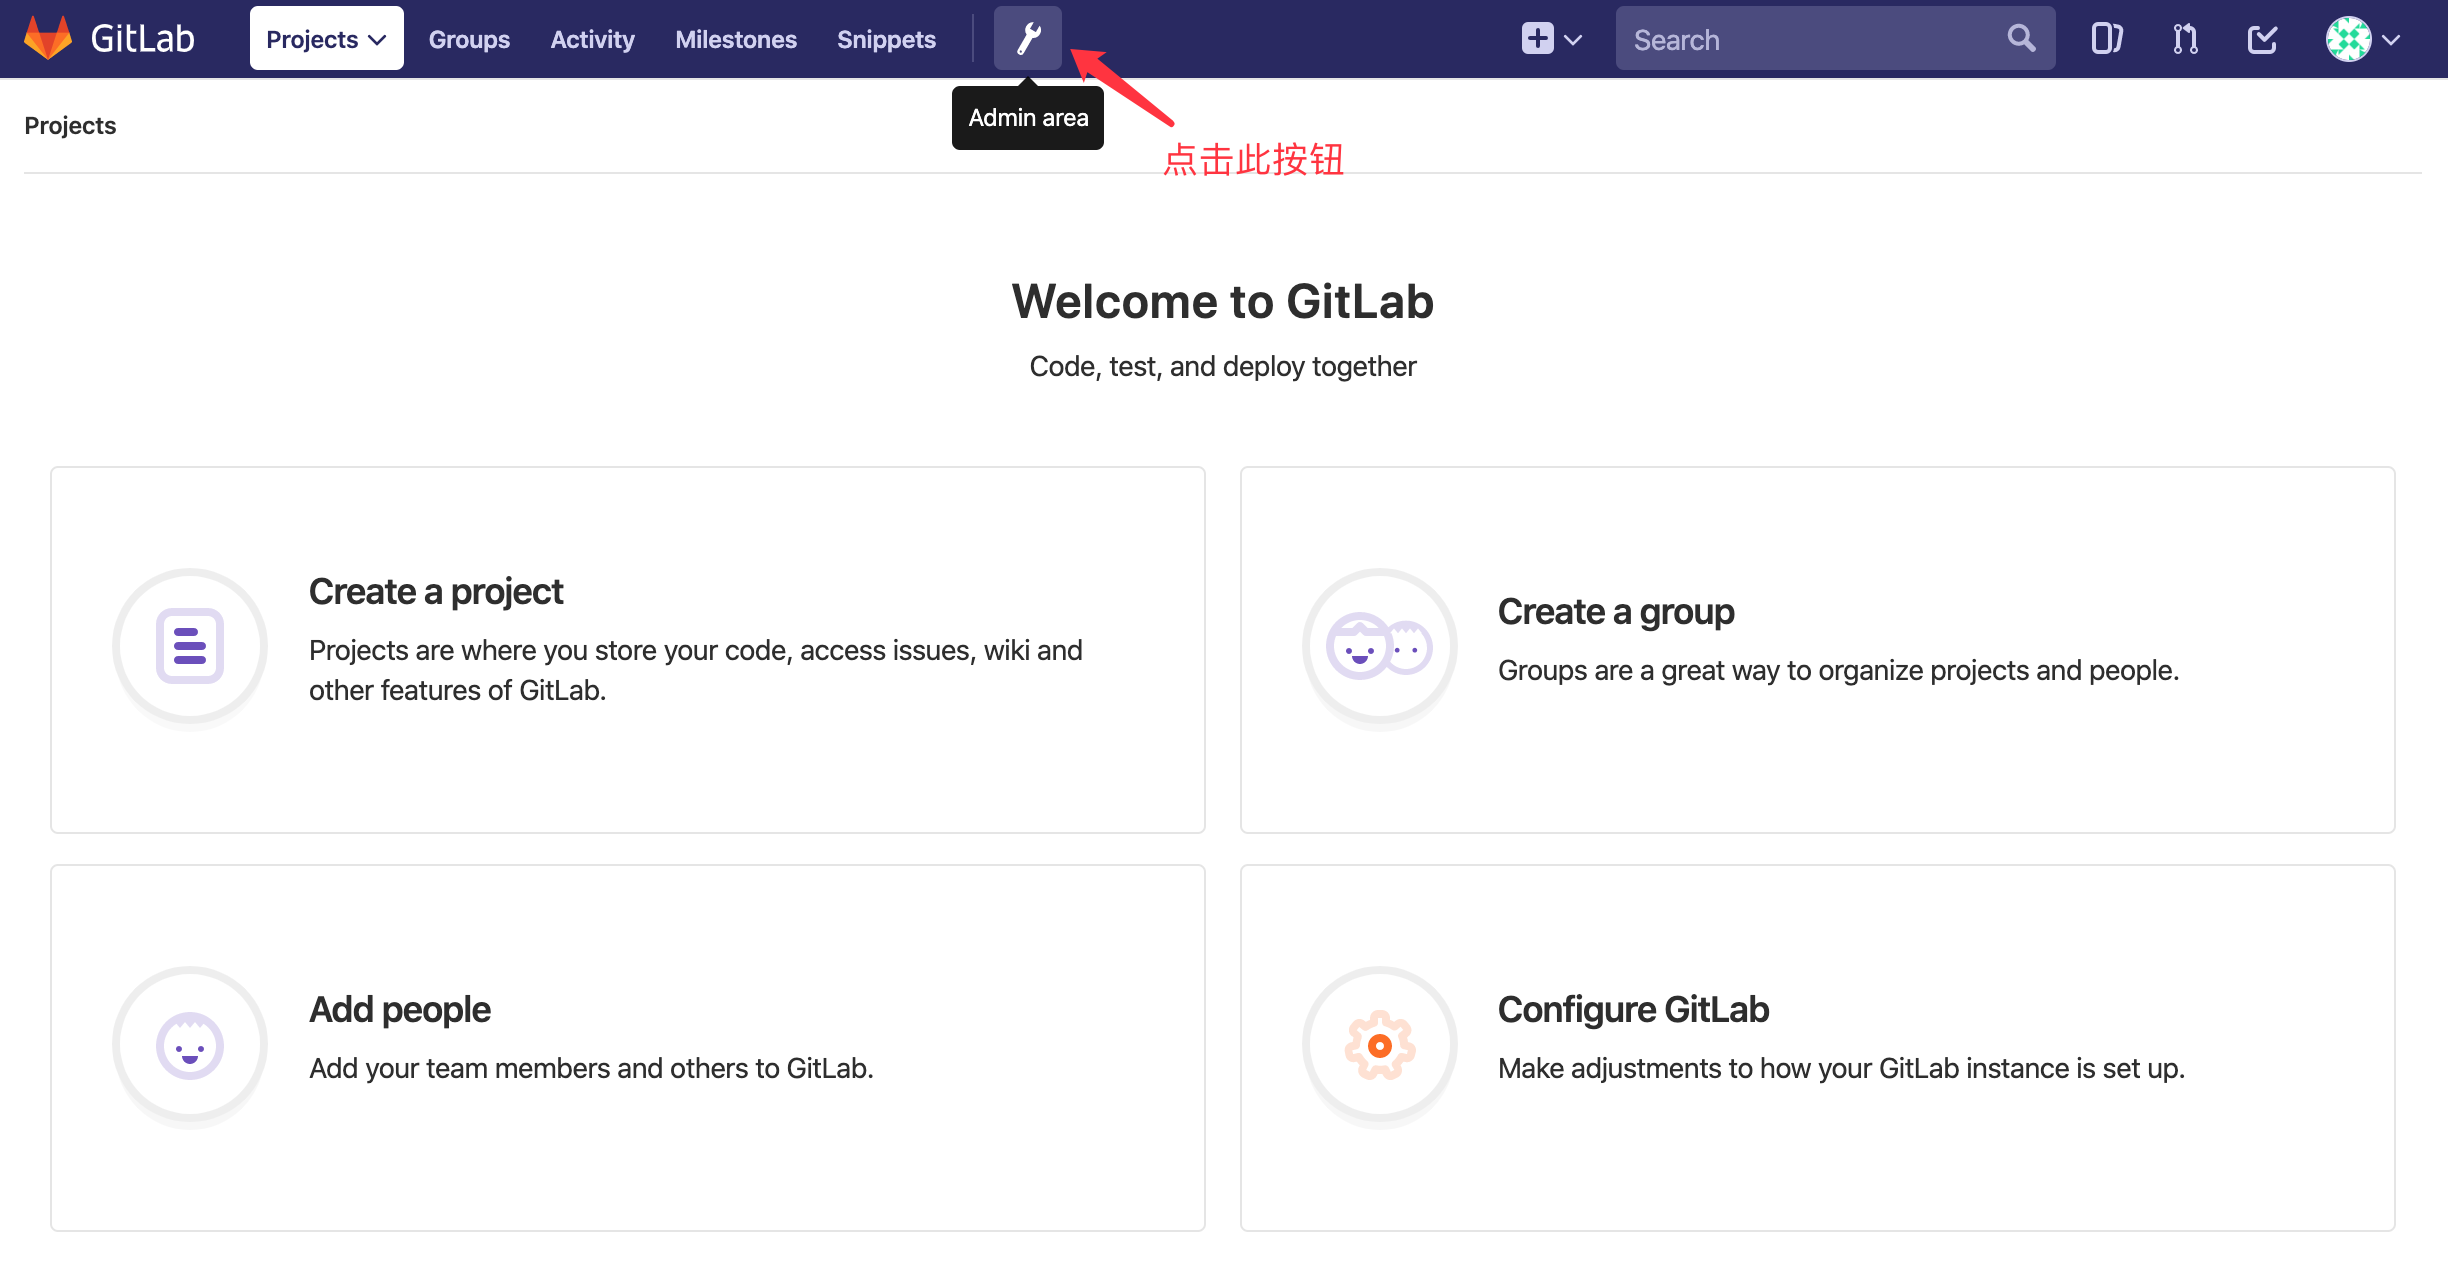 GitLab Projects Groups Activity Milestones Snippets Search
Admin area
Projects
点击此按钮
Welcome to GitLab
Code, test, and deploy together
Create a project
Projects are where you store your code, access issues, wiki and
other features of GitLab.
Create a group
Groups are a great way to organize projects and people.
Add people
Add your team members and others to GitLab.
Configure GitLab
Make adjustments to how your GitLab instance is set up.